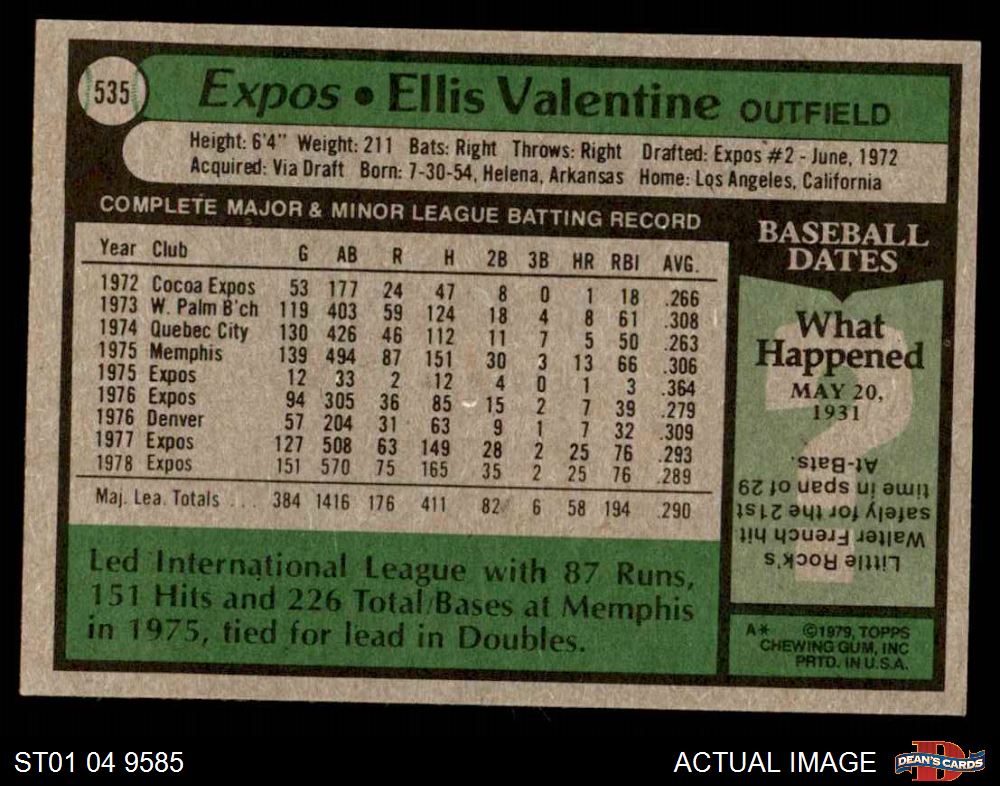 535
Expos • Ellis Valentine OUTFIELD
Height: 6'4" Weight: 211 Bats: Right Throws: Right Drafted: Expos #2 - June, 1972
Acquired: Via Draft Born: 7-30-54, Helena, Arkansas Home: Los Angeles, California
COMPLETE MAJOR & MINOR LEAGUE BATTING RECORD
Year Club G AB R H 2B 3B HR RBI AVG.
1972 Cocoa Expos 53 177 24 47 8 0 1 18 .266
1973 W. Palm B'ch 119 403 59 124 18 4 8 61 .308
1974 Quebec City 130 426 46 112 11 7 5 50 .263
1975 Memphis 139 494 87 151 30 3 13 66 .306
1975 Expos 12 33 2 12 4 0 1 3 .364
1976 Expos 94 305 36 85 15 2 7 39 .279
1976 Denver 57 204 31 63 9 1 7 32 .309
1977 Expos 127 508 63 149 28 2 25 76 .293
1978 Expos 151 570 75 165 35 2 25 76 .289
Maj. Lea. Totals . . . 384 1416 176 411 82 6 58 194 .290
Led International League with 87 Runs,
151 Hits and 226 Total Bases at Memphis
in 1975, tied for lead in Doubles.
BASEBALL
DATES
What
Happened
MAY 20,
1931
Little Rock's
Walter French hit
safely for the 21st
time in span of 29
At-Bats.
A* ©1979, TOPPS
CHEWING GUM, INC
PRTD. IN U.S.A.
ST01 04 9585
ACTUAL IMAGE
DEAN'S CARDS